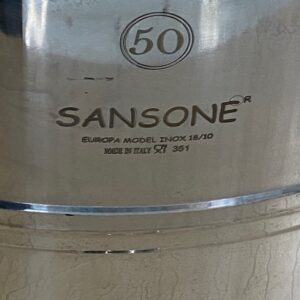 50
SANSONE®
EUROPA MODEL INOX 18/10
MADE IN ITALY 361